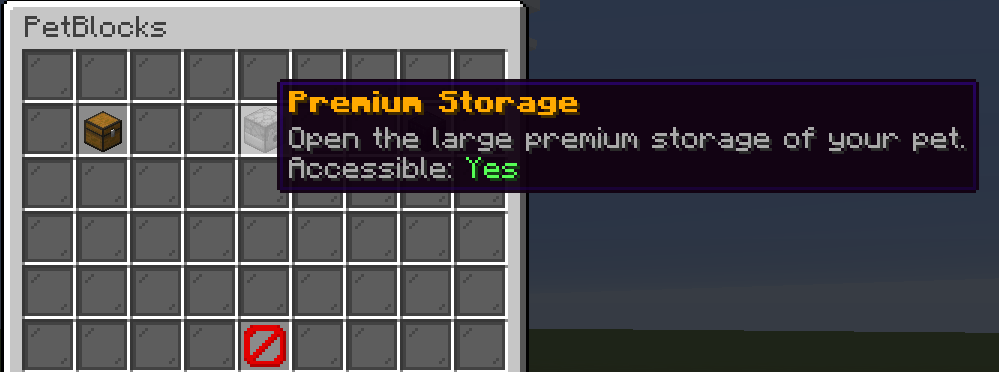 PetBlocks
Premium Storage
Open the large premium storage of your pet.
Accessible: Yes